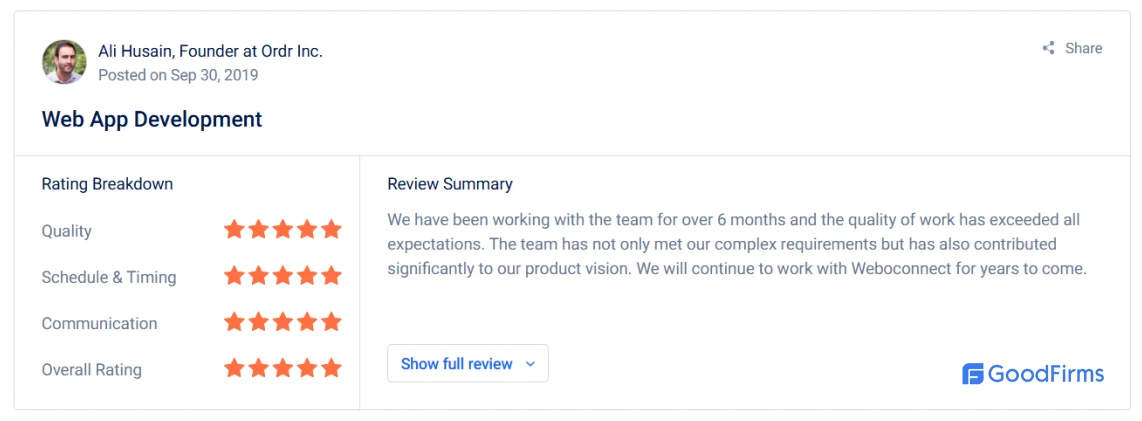 Ali Husain, Founder at Ordr Inc.
Share
Posted on Sep 30, 2019
Web App Development
Rating Breakdown
Quality
Schedule & Timing
Communication
Overall Rating
Review Summary
We have been working with the team for over 6 months and the quality of work has exceeded all
expectations. The team has not only met our complex requirements but has also contributed
significantly to our product vision. We will continue to work with Weboconnect for years to come.
Show full review
GoodFirms